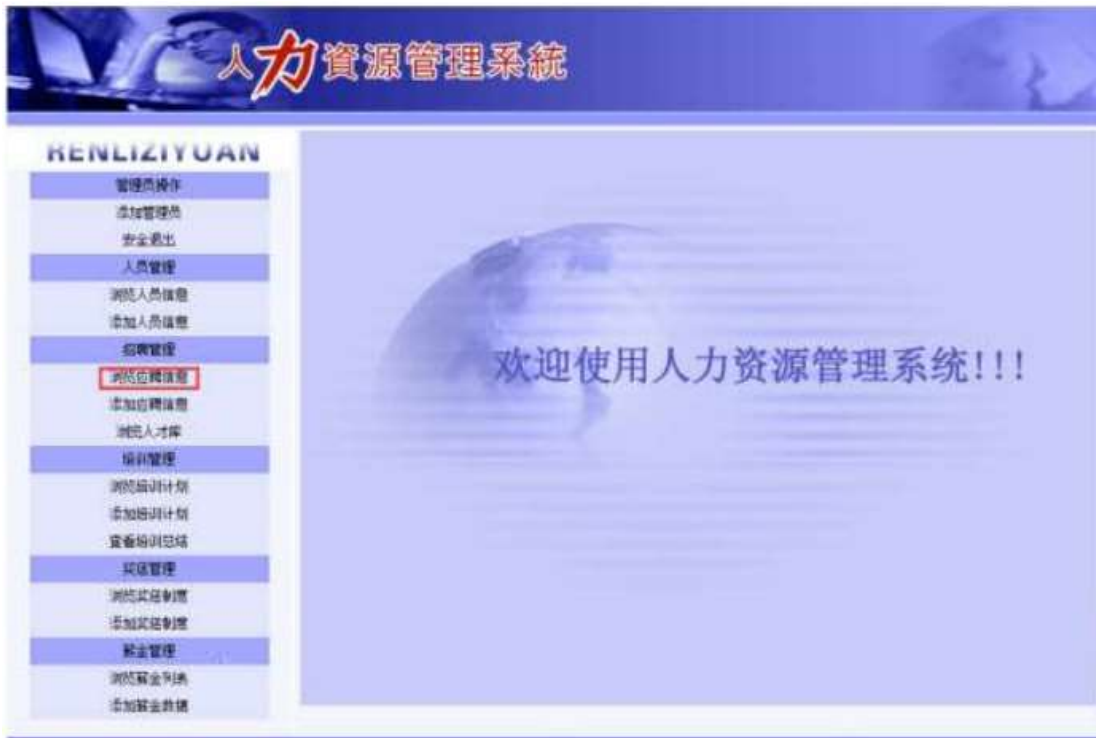 人力資源管理系統
RENLIZIYUAN
管理员操作
添加管理员
安全退出
人员管理
浏览人员信息
添加人员信息
招聘管理
浏览应聘信息
添加应聘信息
浏览人才库
培训管理
浏览培训计划
添加培训计划
查看培训总结
奖惩管理
浏览奖惩制度
添加奖惩制度
薪金管理
浏览薪金列表
添加薪金数据
欢迎使用人力资源管理系统!!!